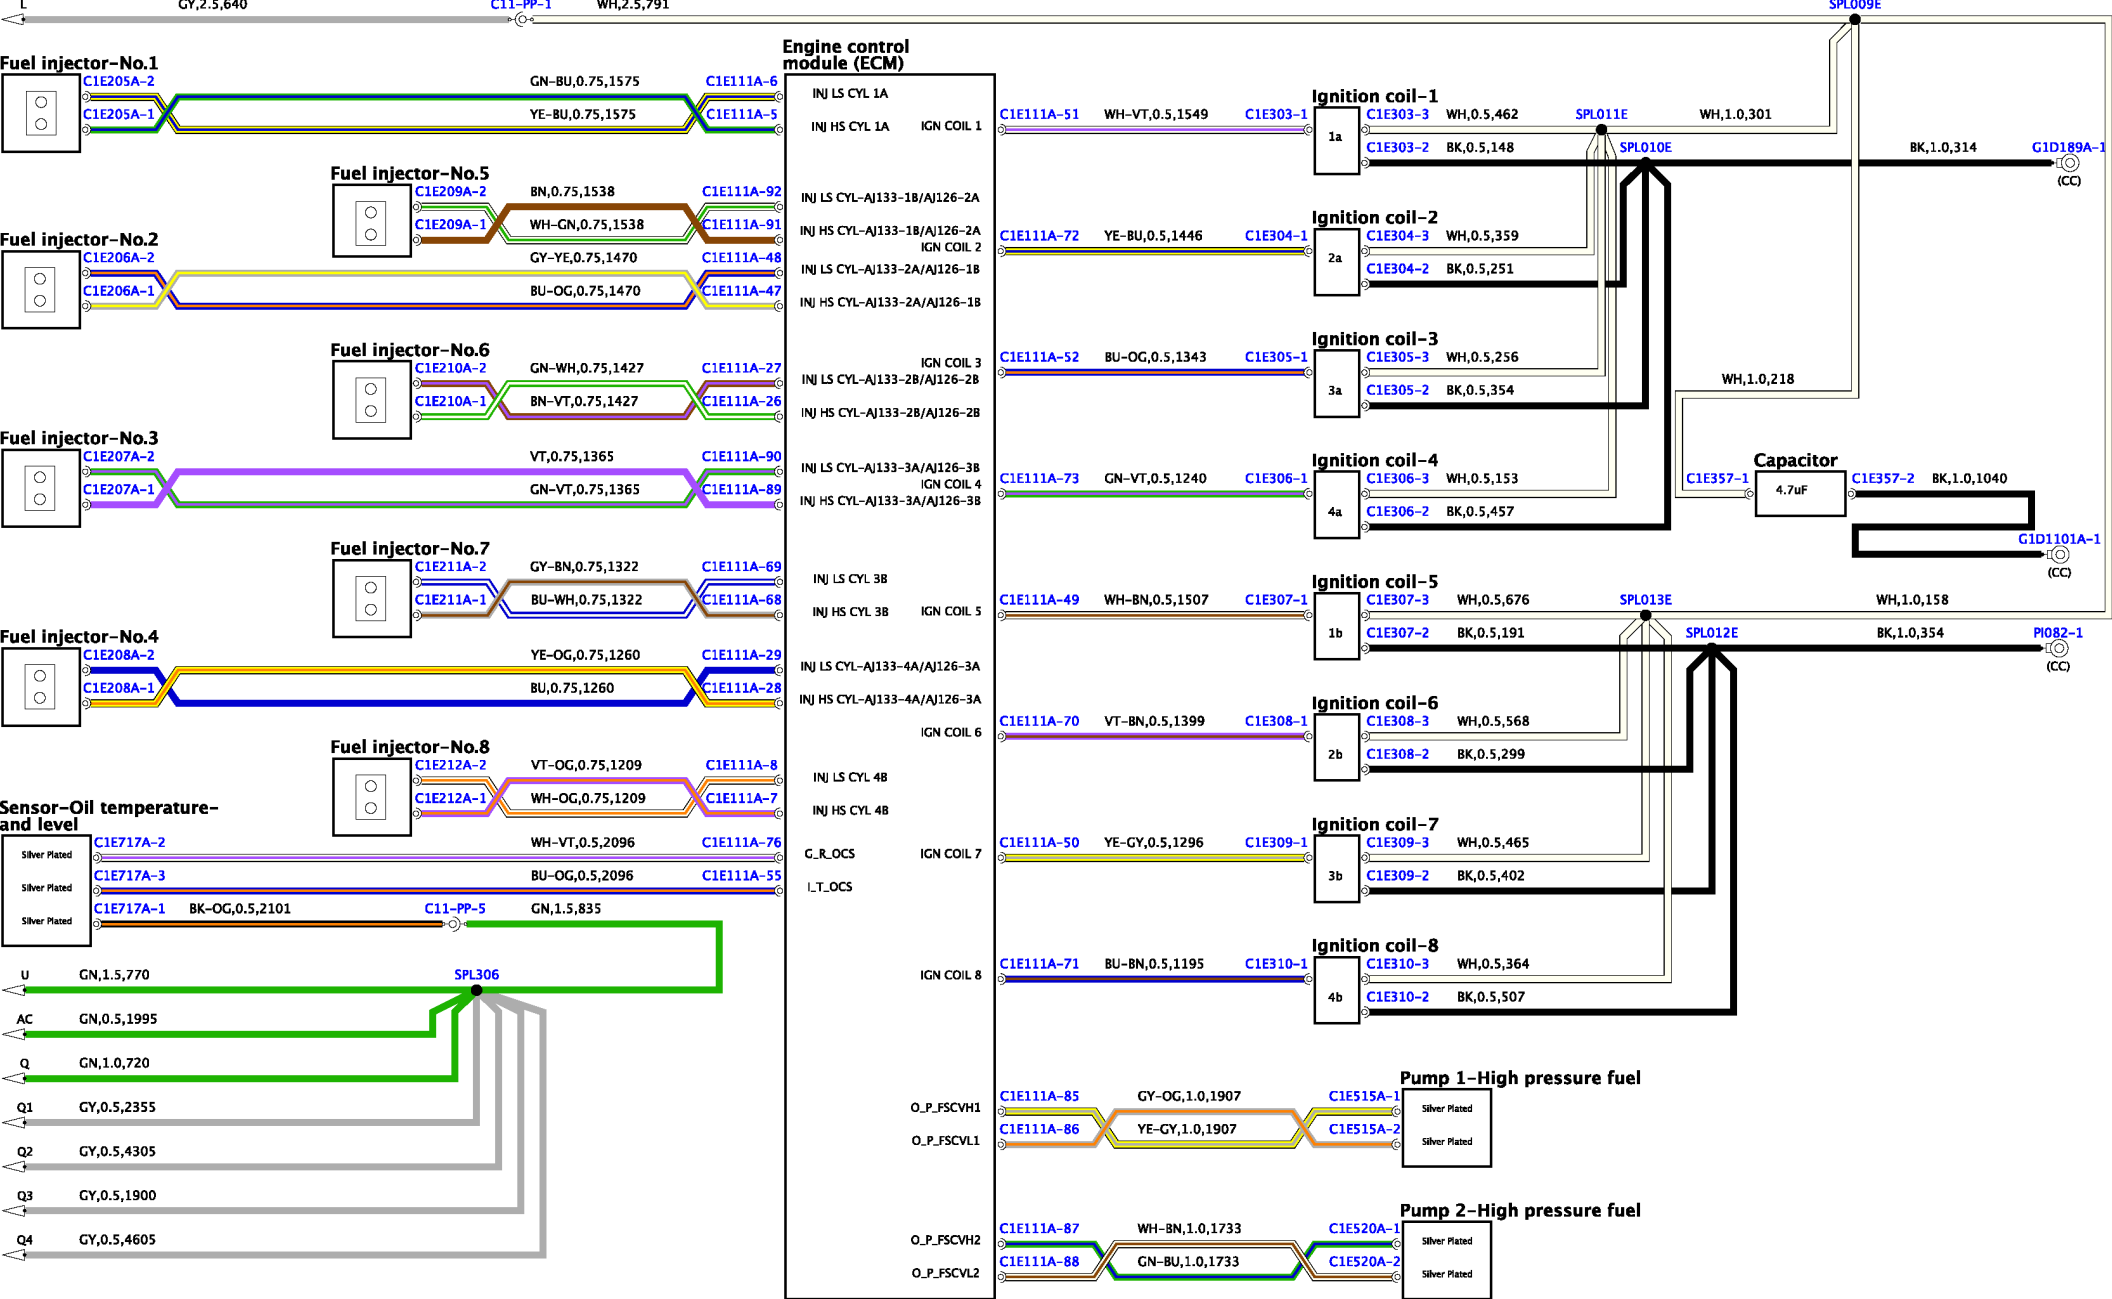 L
GY,2.5,640
C11-PP-1
WH,2.5,791
SPL009E
Fuel injector-No.1
C1E205A-2
GN-BU,0.75,1575
C1E111A-6
C1E205A-1
YE-BU,0.75,1575
C1E111A-5
Fuel injector-No.5
C1E209A-2
BN,0.75,1538
C1E111A-92
C1E209A-1
WH-GN,0.75,1538
C1E111A-91
Fuel injector-No.2
C1E206A-2
GY-YE,0.75,1470
C1E111A-48
C1E206A-1
BU-OG,0.75,1470
C1E111A-47
Fuel injector-No.6
C1E210A-2
GN-WH,0.75,1427
C1E111A-27
C1E210A-1
BN-VT,0.75,1427
C1E111A-26
Fuel injector-No.3
C1E207A-2
VT,0.75,1365
C1E111A-90
C1E207A-1
GN-VT,0.75,1365
C1E111A-89
Fuel injector-No.7
C1E211A-2
GY-BN,0.75,1322
C1E111A-69
C1E211A-1
BU-WH,0.75,1322
C1E111A-68
Fuel injector-No.4
C1E208A-2
YE-OG,0.75,1260
C1E111A-29
C1E208A-1
BU,0.75,1260
C1E111A-28
Fuel injector-No.8
C1E212A-2
VT-OG,0.75,1209
C1E111A-8
C1E212A-1
WH-OG,0.75,1209
C1E111A-7
Sensor-Oil temperature-
and level
Silver Plated
C1E717A-2
WH-VT,0.5,2096
C1E111A-76
Silver Plated
C1E717A-3
BU-OG,0.5,2096
C1E111A-55
Silver Plated
C1E717A-1
BK-OG,0.5,2101
C11-PP-5
GN,1.5,835
U
GN,1.5,770
SPL306
AC
GN,0.5,1995
Q
GN,1.0,720
Q1
GY,0.5,2355
Q2
GY,0.5,4305
Q3
GY,0.5,1900
Q4
GY,0.5,4605
Engine control
module (ECM)
INJ LS CYL 1A
INJ HS CYL 1A
IGN COIL 1
INJ LS CYL-AJ133-1B/AJ126-2A
INJ HS CYL-AJ133-1B/AJ126-2A
IGN COIL 2
INJ LS CYL-AJ133-2A/AJ126-1B
INJ HS CYL-AJ133-2A/AJ126-1B
IGN COIL 3
INJ LS CYL-AJ133-2B/AJ126-2B
INJ HS CYL-AJ133-2B/AJ126-2B
INJ LS CYL-AJ133-3A/AJ126-3B
IGN COIL 4
INJ HS CYL-AJ133-3A/AJ126-3B
INJ LS CYL 3B
INJ HS CYL 3B
IGN COIL 5
INJ LS CYL-AJ133-4A/AJ126-3A
INJ HS CYL-AJ133-4A/AJ126-3A
IGN COIL 6
INJ LS CYL 4B
INJ HS CYL 4B
G_R_OCS
IGN COIL 7
I_T_OCS
IGN COIL 8
O_P_FSCVH1
O_P_FSCVL1
O_P_FSCVH2
O_P_FSCVL2
C1E111A-51
WH-VT,0.5,1549
C1E303-1
Ignition coil-1
1a
C1E303-3
WH,0.5,462
SPL011E
WH,1.0,301
C1E303-2
BK,0.5,148
SPL010E
BK,1.0,314
G1D189A-1
(CC)
C1E111A-72
YE-BU,0.5,1446
C1E304-1
Ignition coil-2
2a
C1E304-3
WH,0.5,359
C1E304-2
BK,0.5,251
C1E111A-52
BU-OG,0.5,1343
C1E305-1
Ignition coil-3
3a
C1E305-3
WH,0.5,256
C1E305-2
BK,0.5,354
WH,1.0,218
C1E111A-73
GN-VT,0.5,1240
C1E306-1
Ignition coil-4
4a
C1E306-3
WH,0.5,153
C1E306-2
BK,0.5,457
Capacitor
C1E357-1
4.7uF
C1E357-2
BK,1.0,1040
G1D1101A-1
(CC)
C1E111A-49
WH-BN,0.5,1507
C1E307-1
Ignition coil-5
1b
C1E307-3
WH,0.5,676
SPL013E
WH,1.0,158
C1E307-2
BK,0.5,191
SPL012E
BK,1.0,354
PI082-1
(CC)
C1E111A-70
VT-BN,0.5,1399
C1E308-1
Ignition coil-6
2b
C1E308-3
WH,0.5,568
C1E308-2
BK,0.5,299
C1E111A-50
YE-GY,0.5,1296
C1E309-1
Ignition coil-7
3b
C1E309-3
WH,0.5,465
C1E309-2
BK,0.5,402
C1E111A-71
BU-BN,0.5,1195
C1E310-1
Ignition coil-8
4b
C1E310-3
WH,0.5,364
C1E310-2
BK,0.5,507
Pump 1-High pressure fuel
C1E111A-85
GY-OG,1.0,1907
C1E515A-1
Silver Plated
C1E111A-86
YE-GY,1.0,1907
C1E515A-2
Silver Plated
Pump 2-High pressure fuel
C1E111A-87
WH-BN,1.0,1733
C1E520A-1
Silver Plated
C1E111A-88
GN-BU,1.0,1733
C1E520A-2
Silver Plated